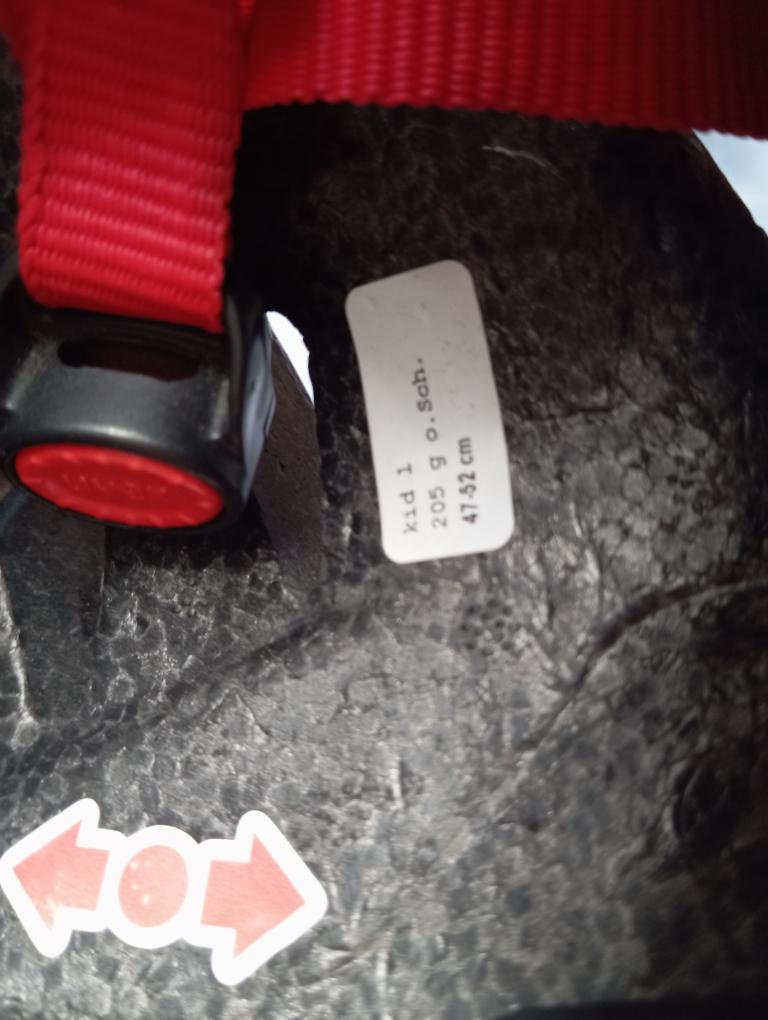 kid 1
205 g o.Sch.
47-52 cm